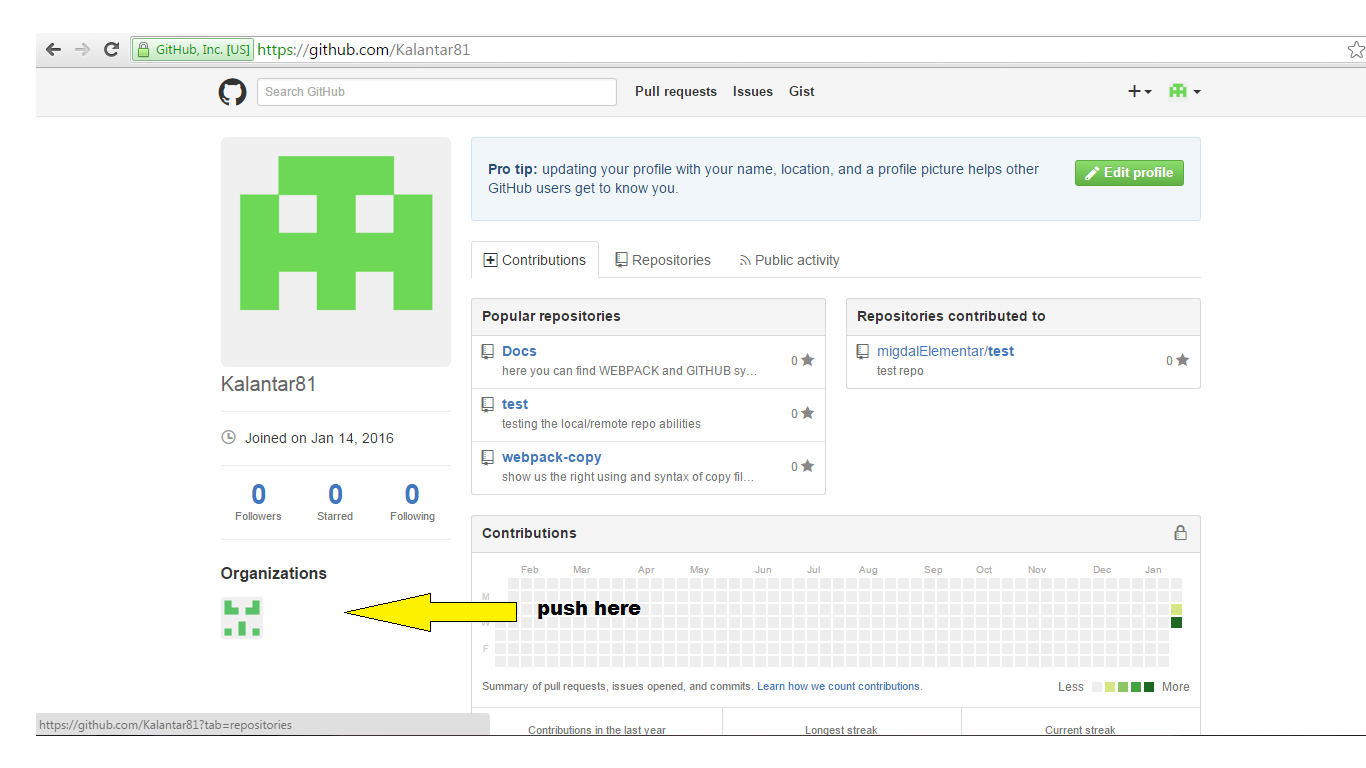 GitHub, Inc. [US] https://github.com/Kalantar81
Search GitHub
Pull requests Issues Gist
Pro tip: updating your profile with your name, location, and a profile picture helps other
GitHub users get to know you.
Edit profile
Contributions Repositories Public activity
Popular repositories
Docs
here you can find WEBPACK and GITHUB sy…
0
test
testing the local/remote repo abilities
0
webpack-copy
show us the right using and syntax of copy fil…
0
Repositories contributed to
migdalElementar/test
test repo
0
Kalantar81
Joined on Jan 14, 2016
0 0 0
Followers Starred Following
Organizations
Contributions
Feb Mar Apr May Jun Jul Aug Sep Oct Nov Dec Jan
M
push here
W
F
Summary of pull requests, issues opened, and commits. Learn how we count contributions.
Less More
https://github.com/Kalantar81?tab=repositories
Contributions in the last year Longest streak Current streak